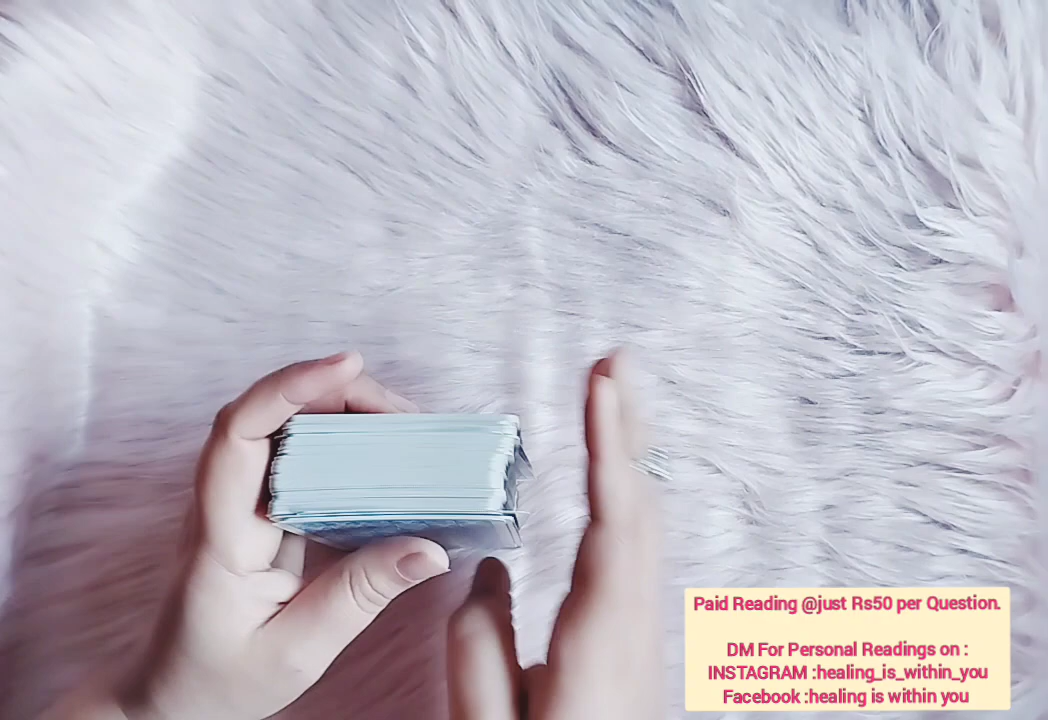 Paid Reading @just Rs50 per Question.
DM For Personal Readings on :
INSTAGRAM :healing_is_within_you
Facebook :healing is within you